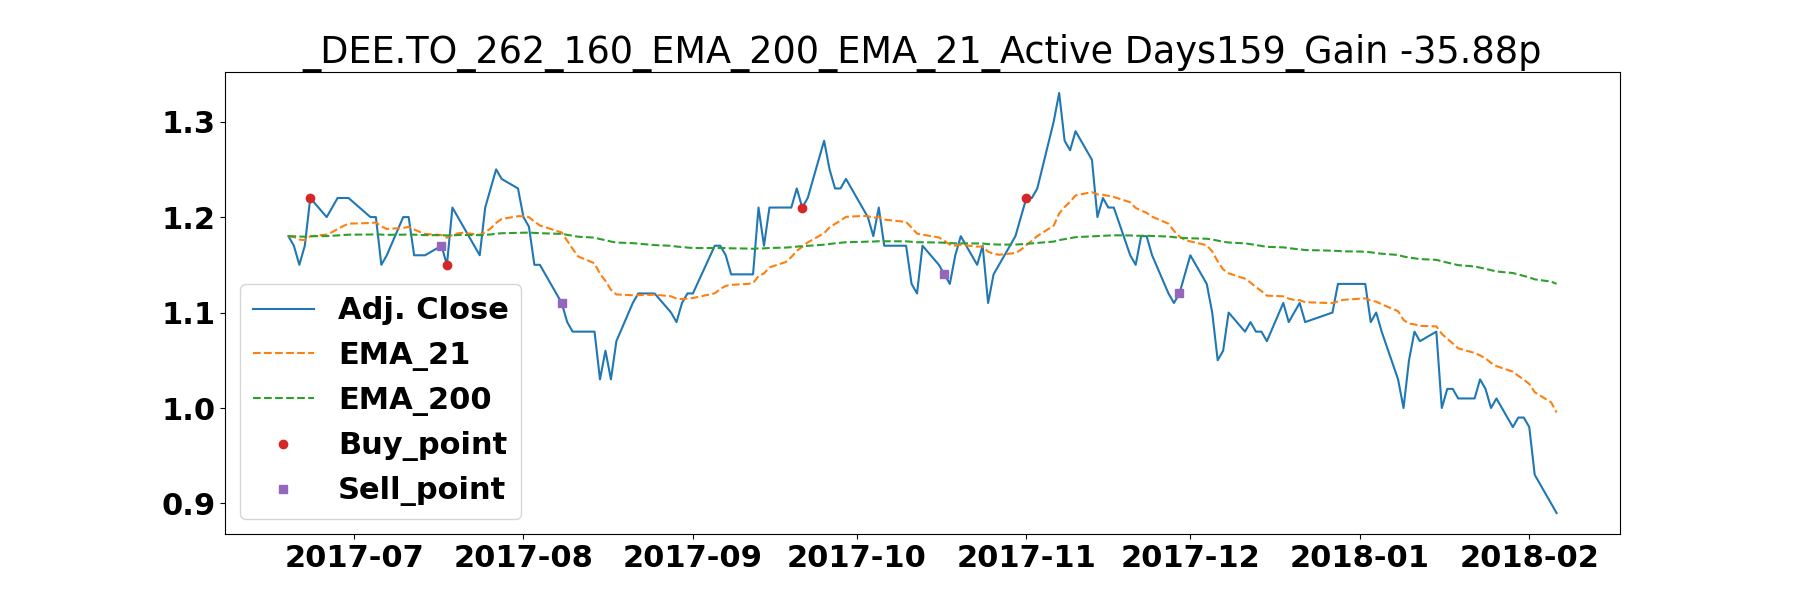 _DEE.TO_262_160_EMA_200_EMA_21_Active Days159_Gain -35.88p
1.3
1.2
1.1
1.0
0.9
Adj. Close
EMA_21
EMA_200
Buy_point
Sell_point
2017-07 2017-08 2017-09 2017-10 2017-11 2017-12 2018-01 2018-02